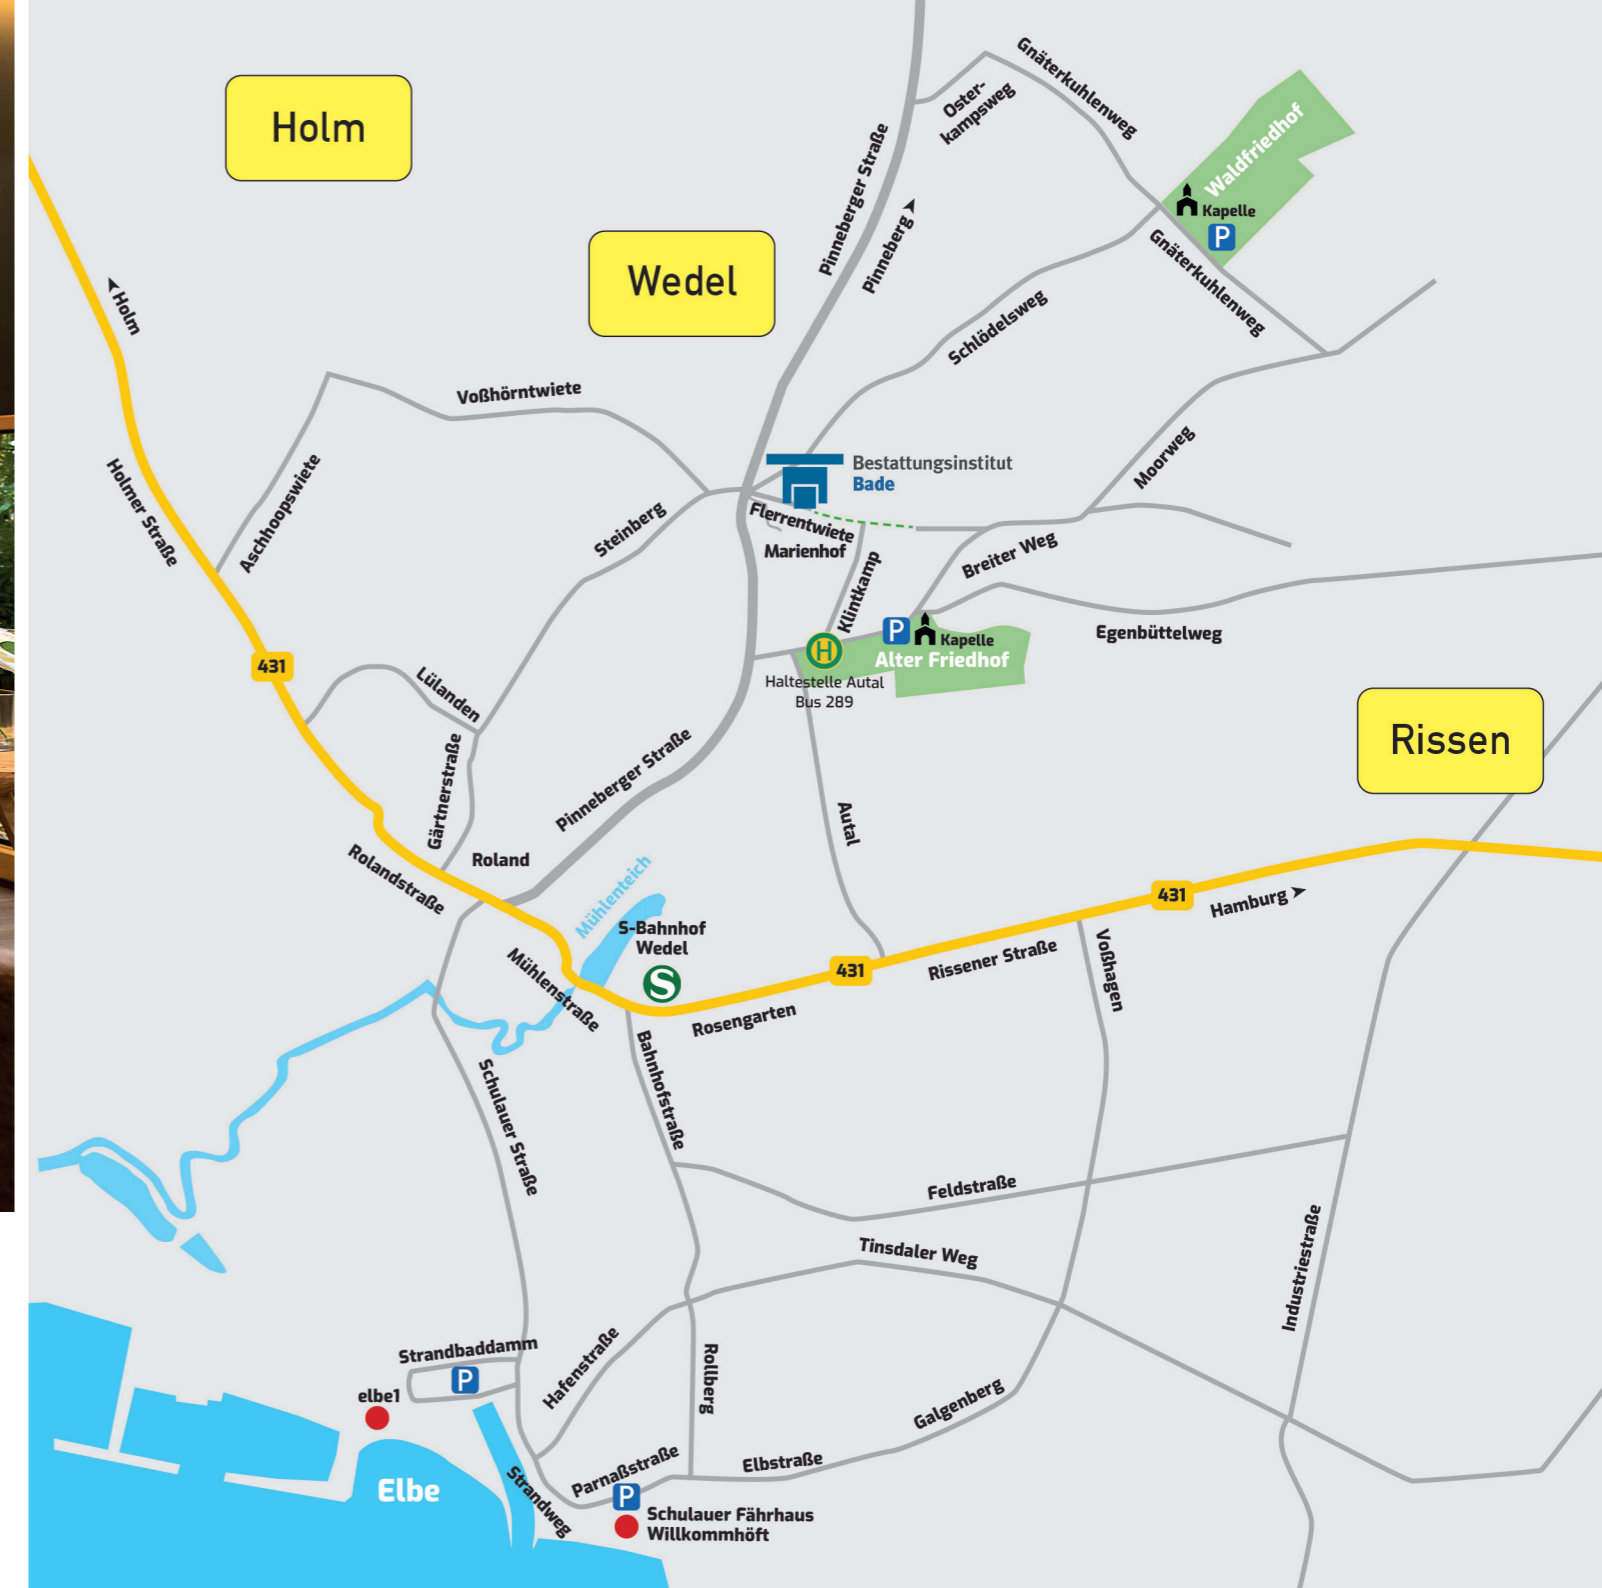 Holm
Wedel
Rissen
Oster-
kampsweg
Gnäterkuhlenweg
Waldfriedhof
Kapelle
P
Gnäterkuhlenweg
Pinneberger Straße
Pinneberg
Schlödelsweg
Holm
Voßhörntwiete
Aschhoopswiete
Holmer Straße
Steinberg
Bestattungsinstitut
Bade
Flerrentwiete
Marienhof
Moorweg
Breiter Weg
Klintkamp
Egenbüttelweg
P
Kapelle
Alter Friedhof
H
Haltestelle Autal
Bus 289
431
Lülanden
Gärtnerstraße
Pinneberger Straße
Autal
Roland
Rolandstraße
Mühlenteich
S-Bahnhof
Wedel
S
Mühlenstraße
Rosengarten
431
Rissener Straße
431
Hamburg
Voßhagen
Bahnhofstraße
Schulauer Straße
Feldstraße
Tinsdaler Weg
Industriestraße
Strandbaddamm
P
elbe1
Hafenstraße
Rollberg
Galgenberg
Elbstraße
Parnaßstraße
Elbe
Strandweg
P
Schulauer Fährhaus
Willkommhöft